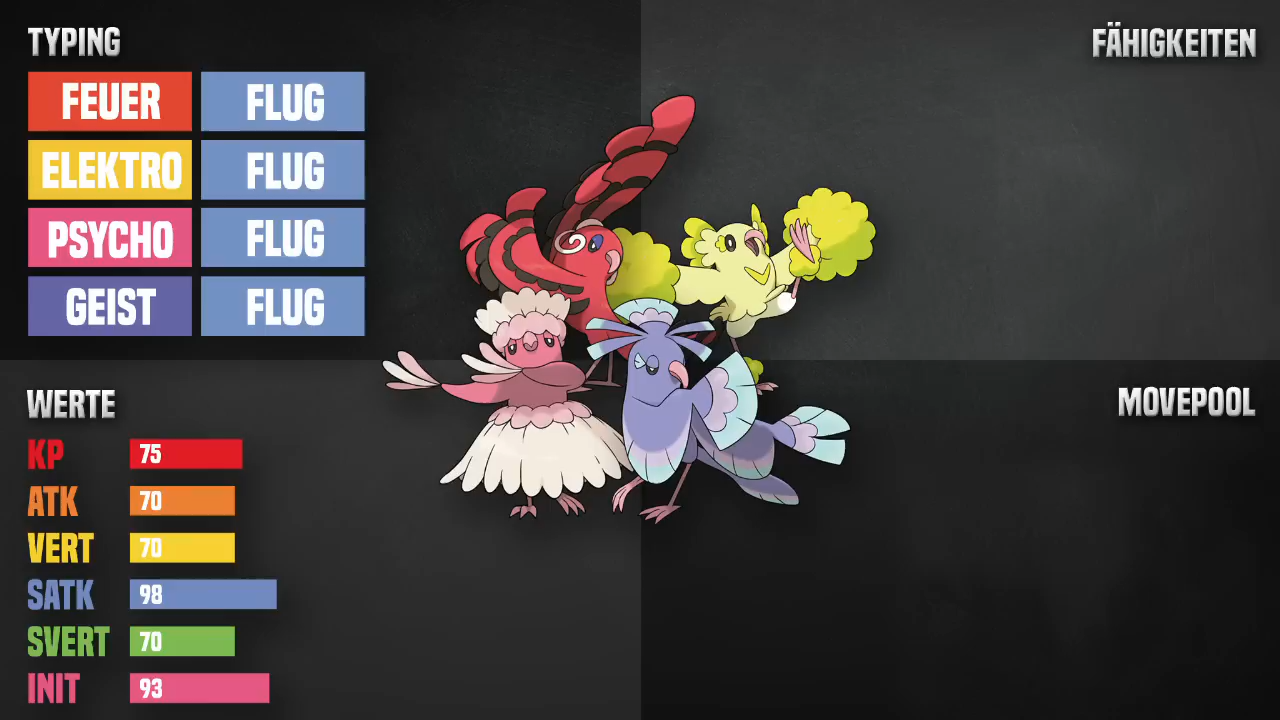 TYPING
FEUER FLUG
ELEKTRO FLUG
PSYCHO FLUG
GEIST FLUG
FÄHIGKEITEN
WERTE
KP 75
ATK 70
VERT 70
SATK 98
SVERT 70
INIT 93
MOVEPOOL